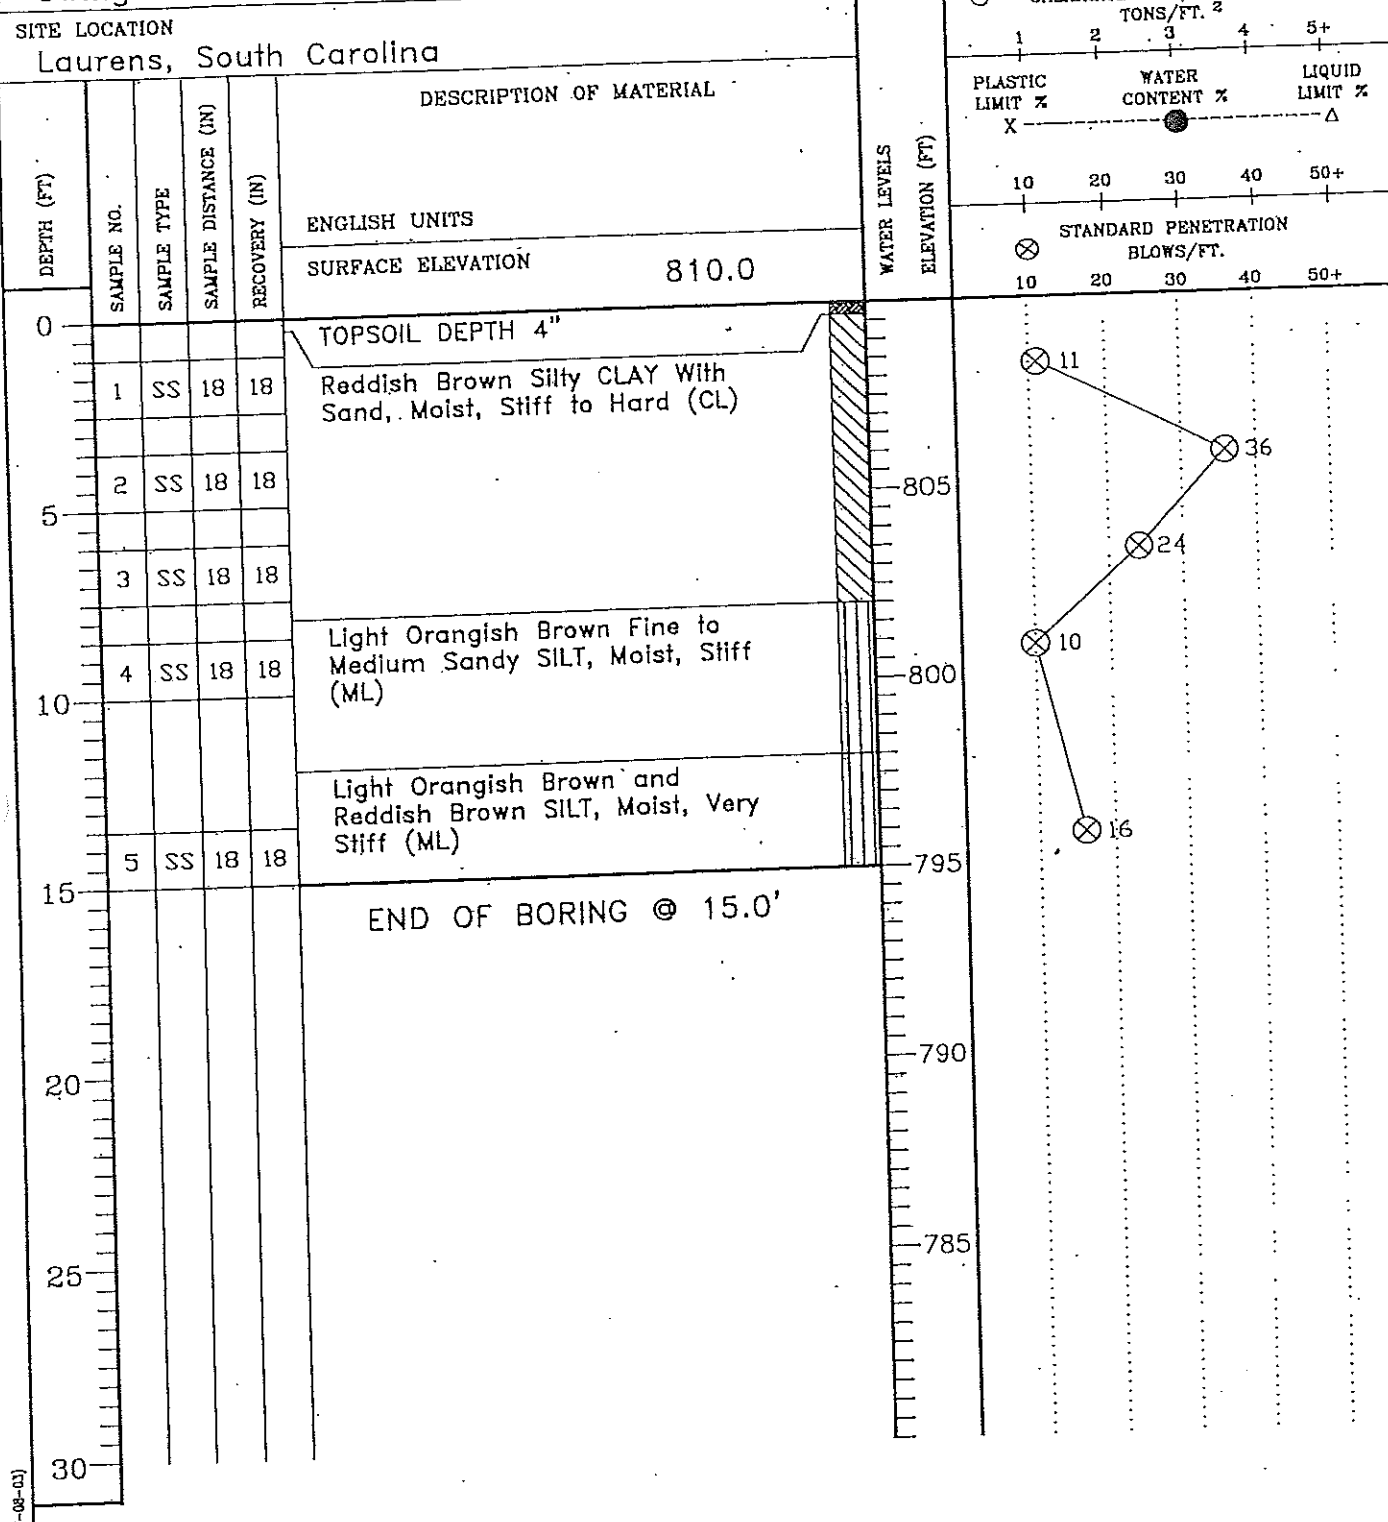 TONS/FT. 2
SITE LOCATION
1 2 3 4 5+
Laurens, South Carolina
PLASTIC WATER LIQUID
LIMIT % CONTENT % LIMIT %
X Δ
DESCRIPTION OF MATERIAL
DEPTH (FT)
SAMPLE NO.
SAMPLE TYPE
SAMPLE DISTANCE (IN)
RECOVERY (IN)
WATER LEVELS
ELEVATION (FT)
10 20 30 40 50+
ENGLISH UNITS
STANDARD PENETRATION
BLOWS/FT.
SURFACE ELEVATION 810.0
10 20 30 40 50+
0
TOPSOIL DEPTH 4"
11
1 SS 18 18
Reddish Brown Silty CLAY With
Sand, Moist, Stiff to Hard (CL)
36
2 SS 18 18
805
5
24
3 SS 18 18
Light Orangish Brown Fine to
Medium Sandy SILT, Moist, Stiff
(ML)
10
4 SS 18 18
800
10
Light Orangish Brown and
Reddish Brown SILT, Moist, Very
Stiff (ML)
16
5 SS 18 18
795
15
END OF BORING @ 15.0'
790
20
785
25
30
-08-03)